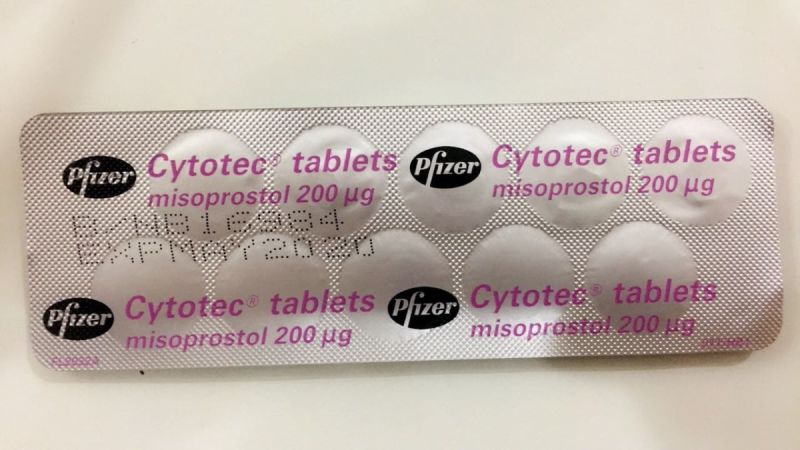 Pfizer Cytotec® tablets
misoprostol 200 µg
Pfizer Cytotec® tablets
misoprostol 200 µg
EXPMAY2020
Pfizer Cytotec® tablets
misoprostol 200 µg
Pfizer Cytotec® tablets
misoprostol 200 µg